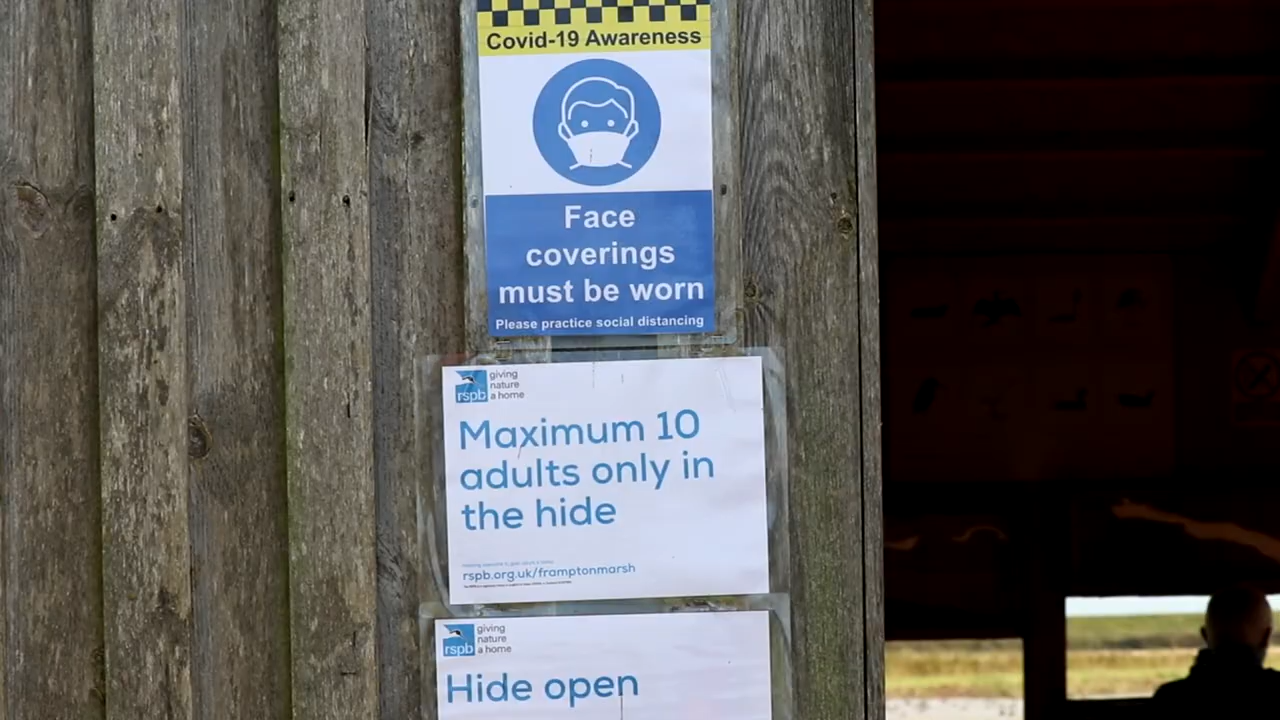 Covid-19 Awareness
Face
coverings
must be worn
Please practice social distancing
rspb
giving
nature
a home
Maximum 10
adults only in
the hide
rspb.org.uk/framptonmarsh
rspb
giving
nature
a home
Hide open